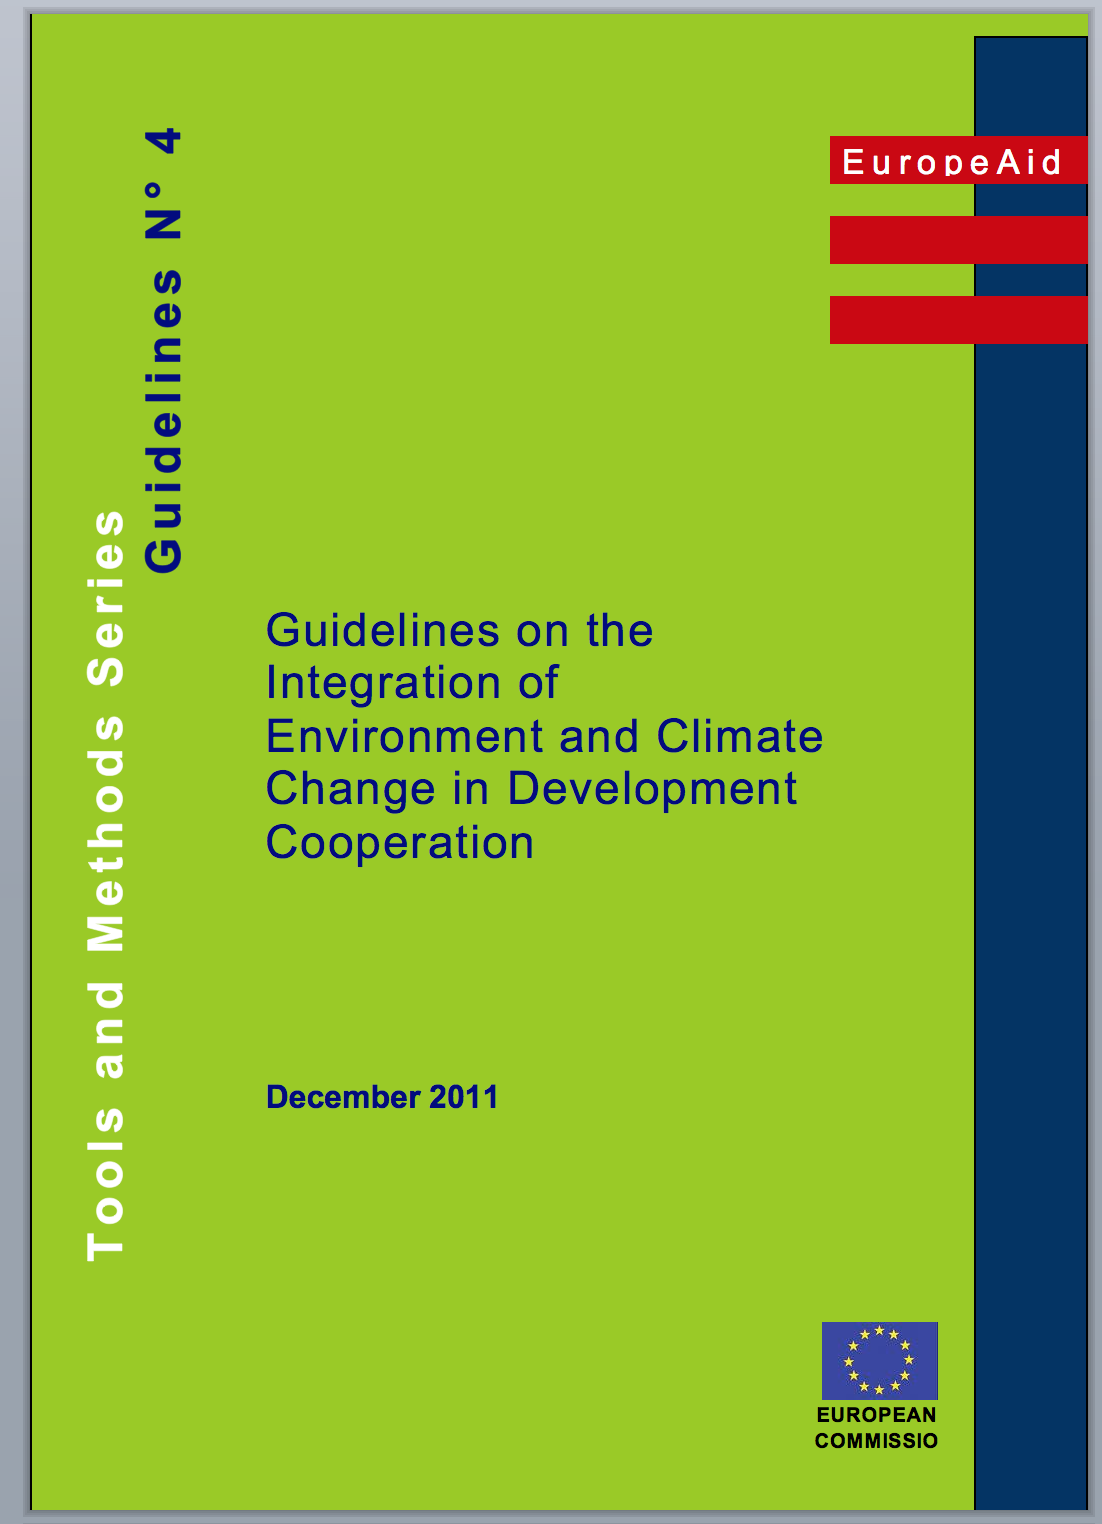 EuropeAid
Guidelines N° 4
Tools and Methods Series
Guidelines on the
Integration of
Environment and Climate
Change in Development
Cooperation
December 2011
EUROPEAN
COMMISSIO